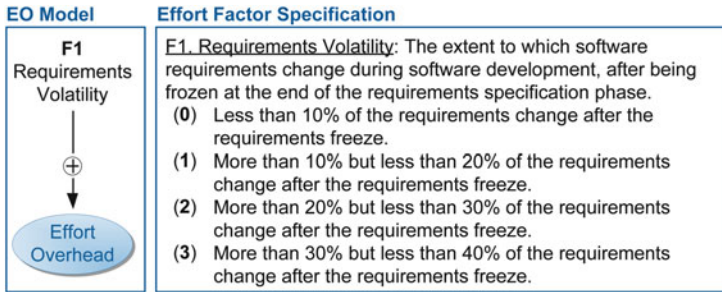 EO Model
Effort Factor Specification
F1
Requirements
Volatility
+
Effort
Overhead
F1. Requirements Volatility: The extent to which software
requirements change during software development, after being
frozen at the end of the requirements specification phase.
(0) Less than 10% of the requirements change after the
requirements freeze.
(1) More than 10% but less than 20% of the requirements
change after the requirements freeze.
(2) More than 20% but less than 30% of the requirements
change after the requirements freeze.
(3) More than 30% but less than 40% of the requirements
change after the requirements freeze.